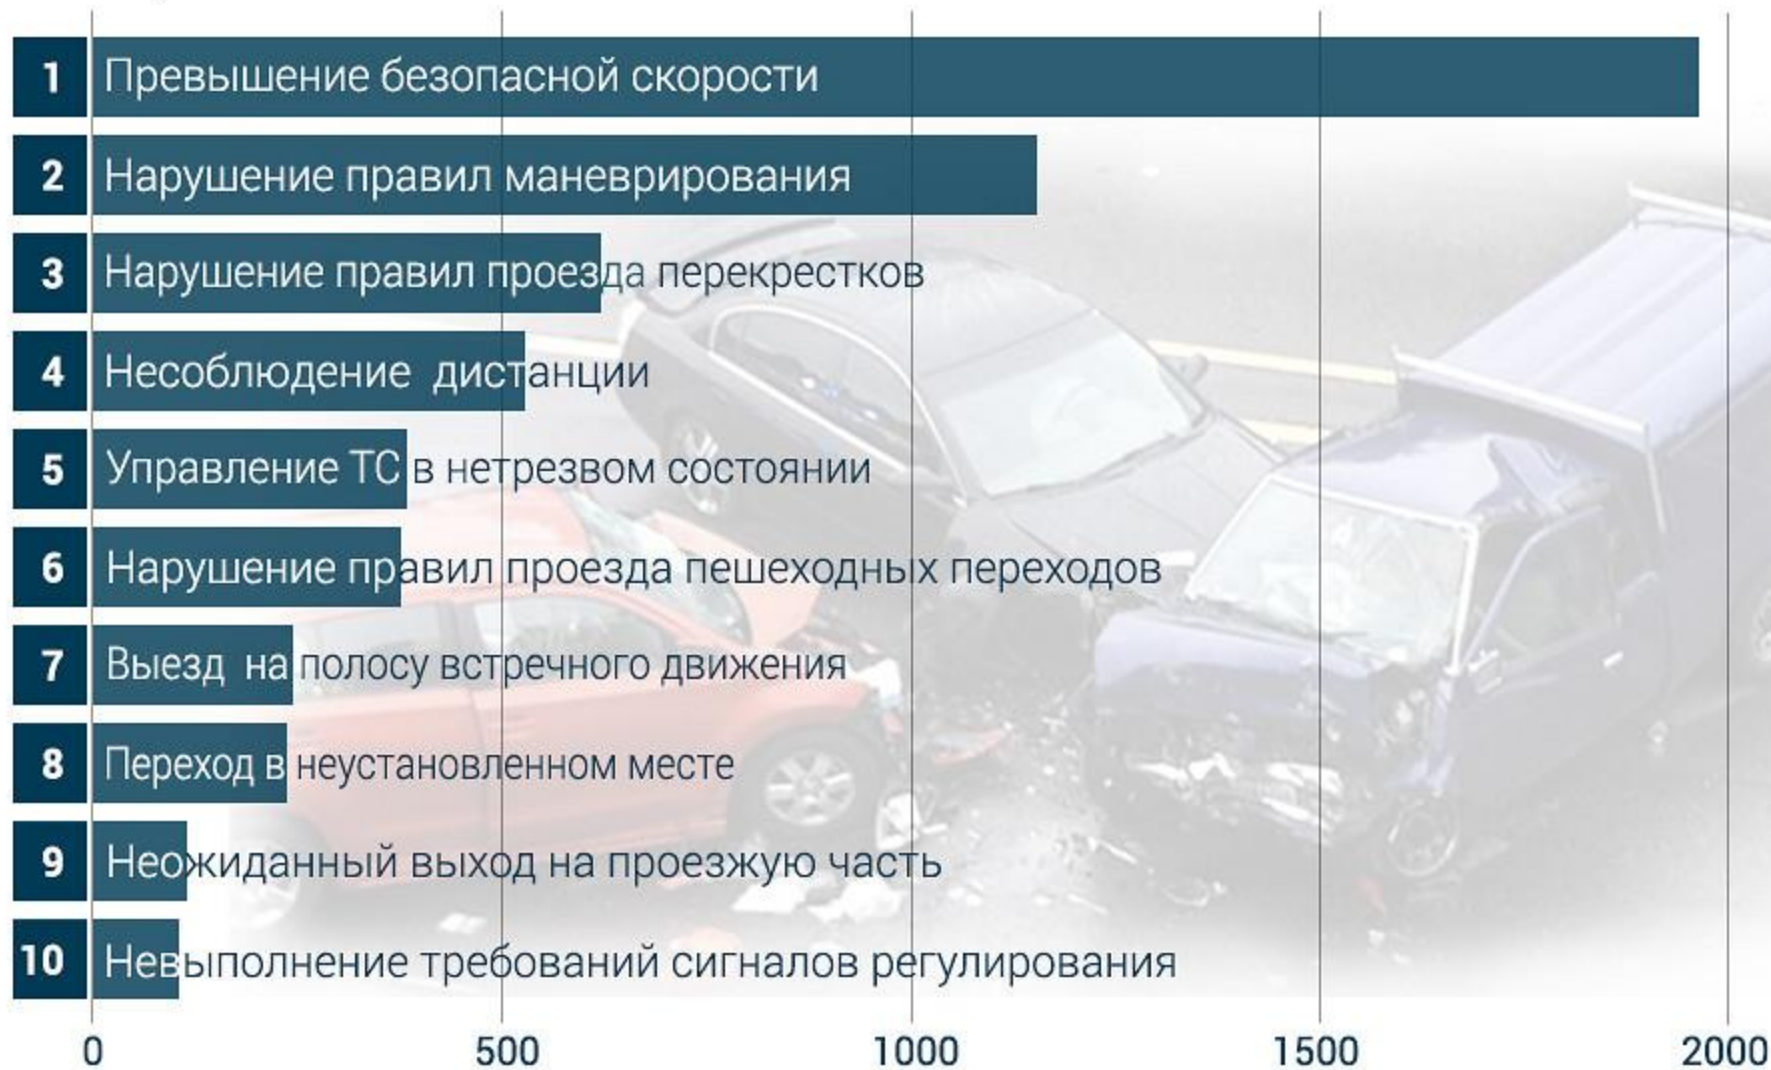 1 Превышение безопасной скорости
2 Нарушение правил маневрирования
3 Нарушение правил проезда перекрестков
4 Несоблюдение дистанции
5 Управление ТС в нетрезвом состоянии
6 Нарушение правил проезда пешеходных переходов
7 Выезд на полосу встречного движения
8 Переход в неустановленном месте
9 Неожиданный выход на проезжую часть
10 Невыполнение требований сигналов регулирования
0 500 1000 1500 2000